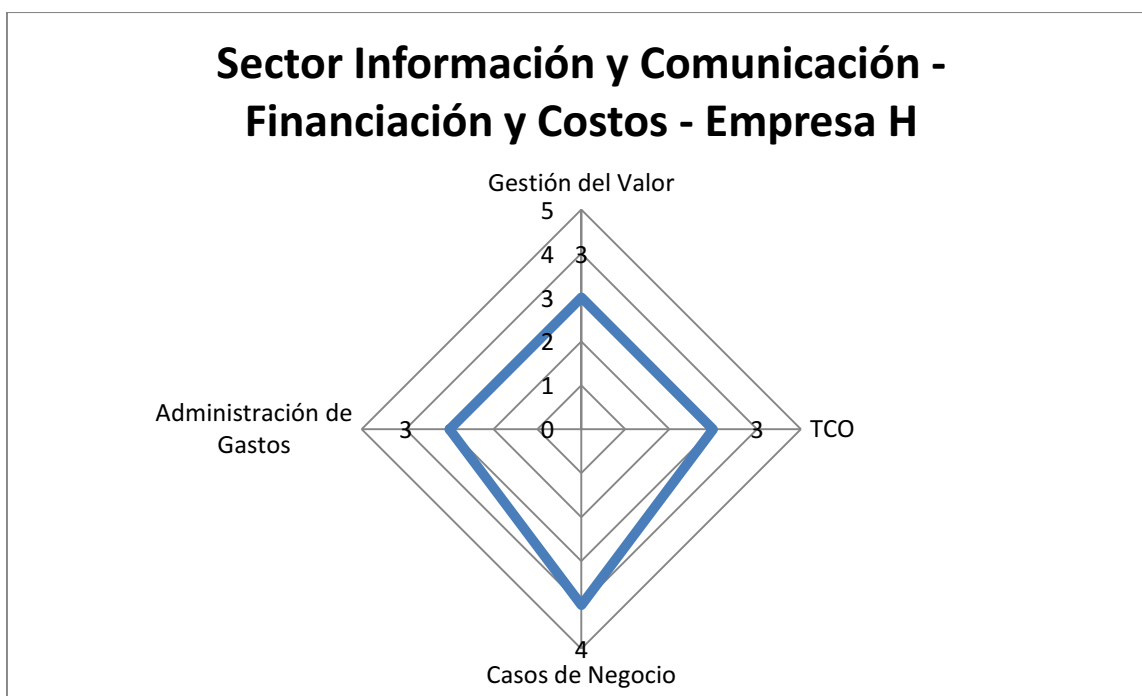 Sector Información y Comunicación -
Financiación y Costos - Empresa H
Gestión del Valor
5
4
3
3
2
1
0
3
Administración de
Gastos
3
TCO
4
Casos de Negocio